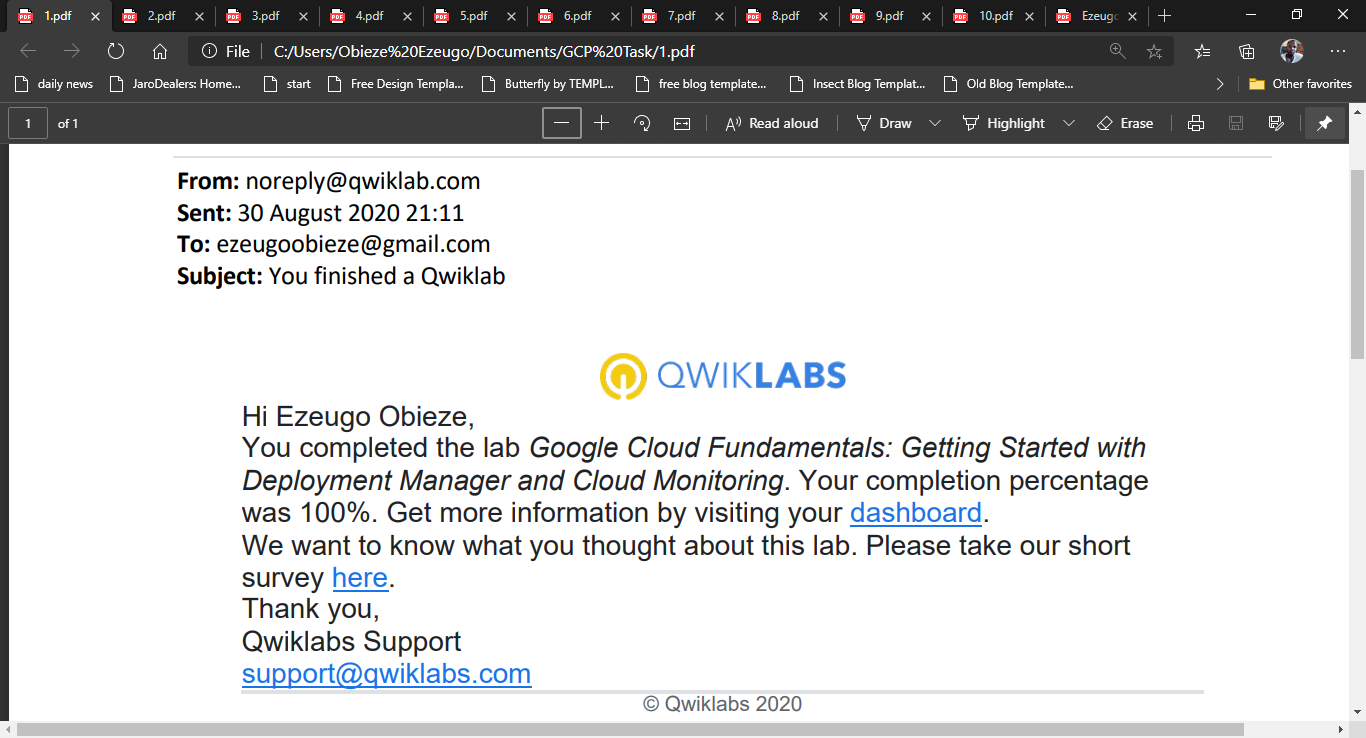 1.pdf 2.pdf 3.pdf 4.pdf 5.pdf 6.pdf 7.pdf 8.pdf 9.pdf 10.pdf Ezeug
File C:/Users/Obieze%20Ezeugo/Documents/GCP%20Task/1.pdf
daily news JaroDealers: Home... start Free Design Templa... Butterfly by TEMPL... free blog template... Insect Blog Templat... Old Blog Template... Other favorites
1 of 1 Read aloud Draw Highlight Erase
From: noreply@qwiklab.com
Sent: 30 August 2020 21:11
To: ezeugoobieze@gmail.com
Subject: You finished a Qwiklab
QWIKLABS
Hi Ezeugo Obieze,
You completed the lab Google Cloud Fundamentals: Getting Started with
Deployment Manager and Cloud Monitoring. Your completion percentage
was 100%. Get more information by visiting your dashboard.
We want to know what you thought about this lab. Please take our short
survey here.
Thank you,
Qwiklabs Support
support@qwiklabs.com
© Qwiklabs 2020